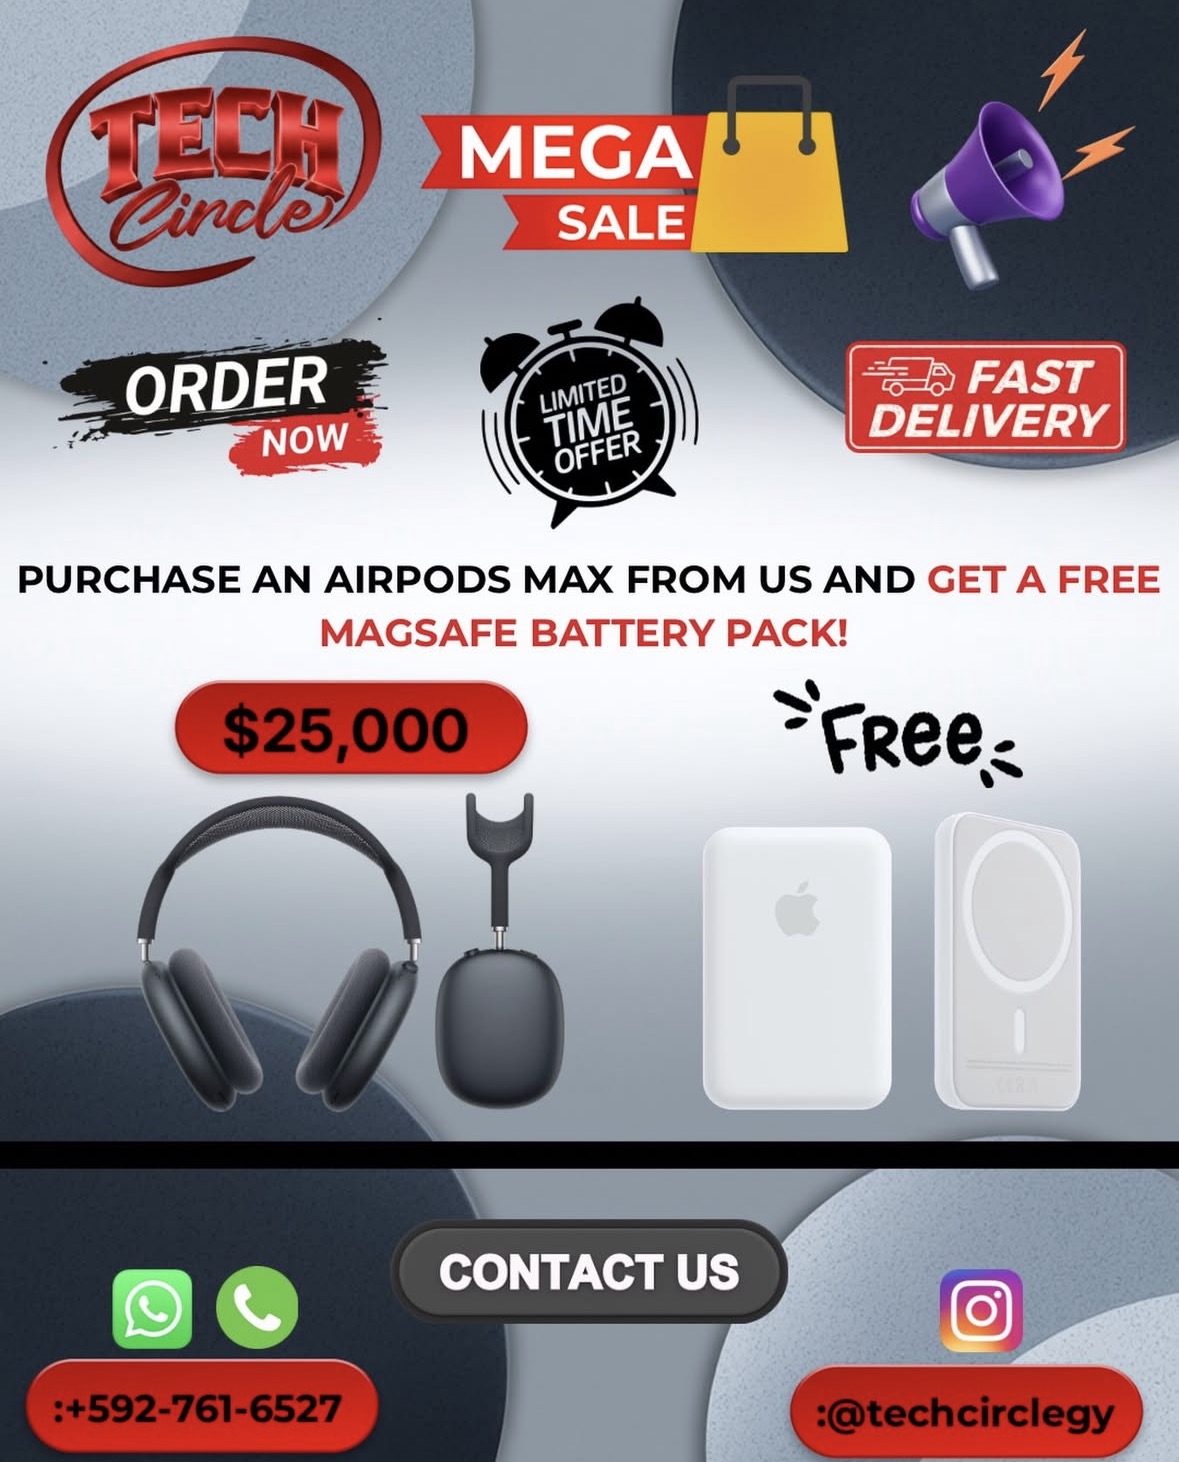 TECH
Circle
MEGA
SALE
ORDER
NOW
LIMITED
TIME
OFFER
FAST
DELIVERY
PURCHASE AN AIRPODS MAX FROM US AND GET A FREE
MAGSAFE BATTERY PACK!
$25,000
FREE
CONTACT US
:+592-761-6527
:@techcirclegy